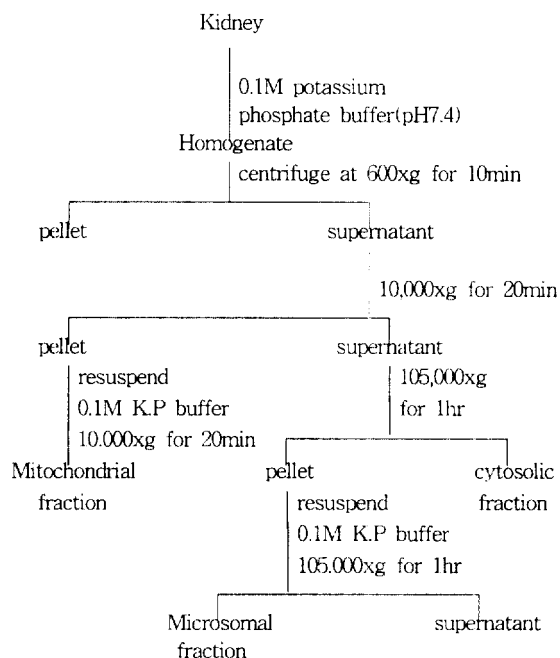 Kidney
0.1M potassium
phosphate buffer(pH7.4)
Homogenate
centrifuge at 600xg for 10min
pellet
supernatant
10,000xg for 20min
pellet
supernatant
resuspend
0.1M K.P buffer
10.000xg for 20min
105,000xg
for 1hr
Mitochondrial
fraction
pellet
cytosolic
fraction
resuspend
0.1M K.P buffer
105.000xg for 1hr
Microsomal
fraction
supernatant